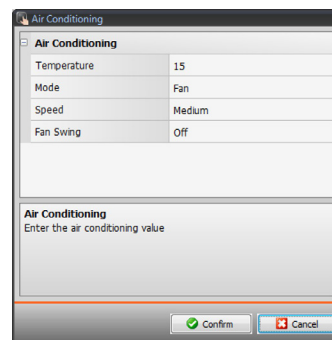 Air Conditioning
Air Conditioning
Temperature 15
Mode Fan
Speed Medium
Fan Swing Off
Air Conditioning
Enter the air conditioning value
Confirm Cancel